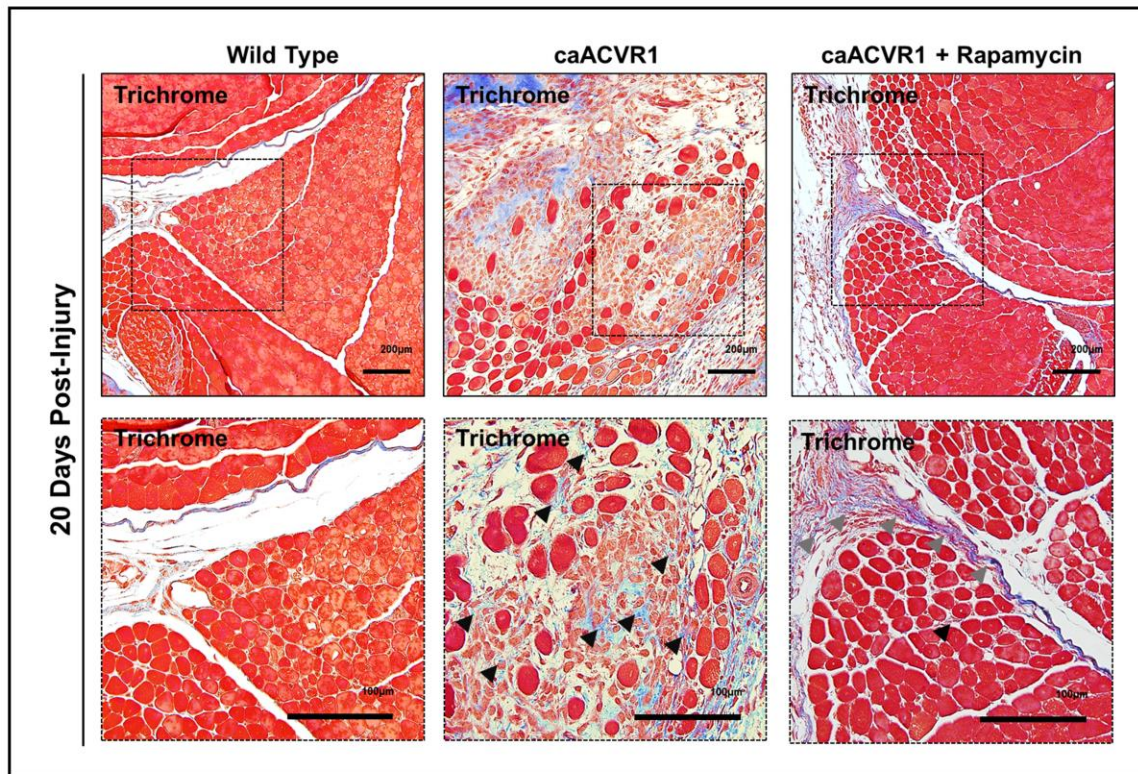 Wild Type
caACVR1
caACVR1 + Rapamycin
20 Days Post-Injury
Trichrome
Trichrome
Trichrome
200µm
200µm
200µm
Trichrome
Trichrome
Trichrome
100µm
100µm
100µm